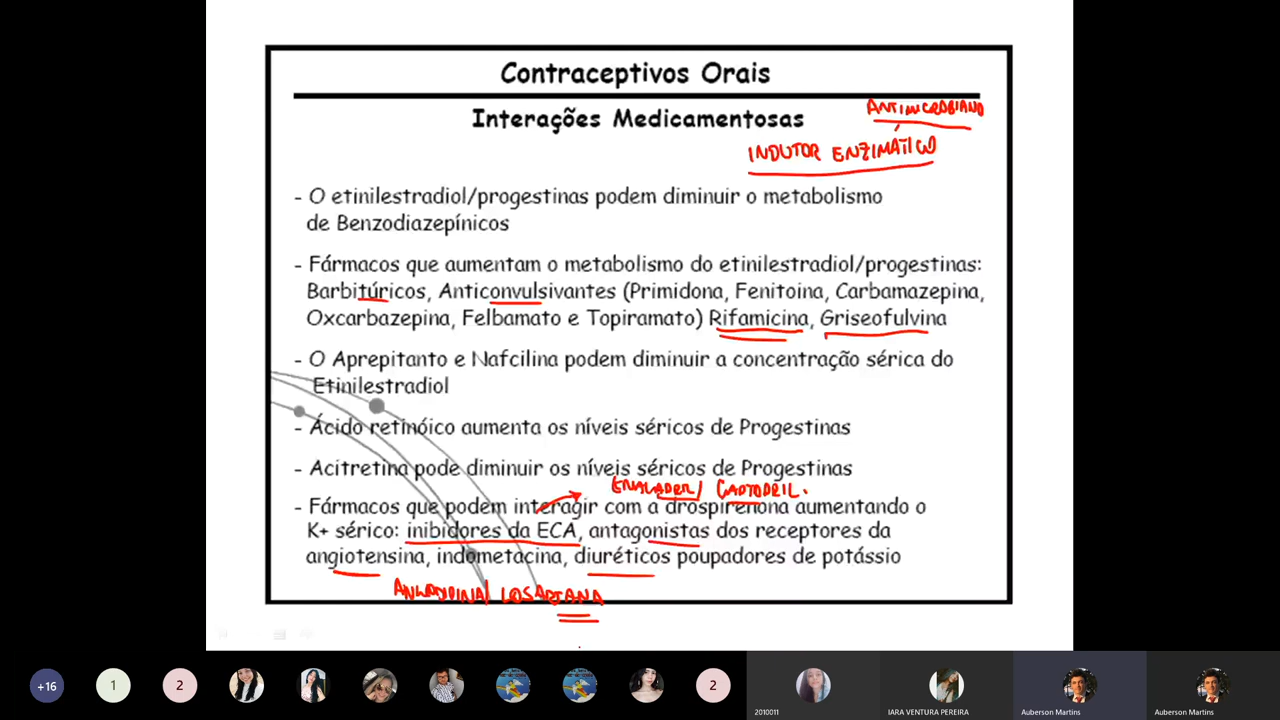 Contraceptivos Orais
Interações Medicamentosas
ANTIMICROBIANO
INDUTOR ENZIMÁTICO
- O etinilestradiol/progestinas podem diminuir o metabolismo
de Benzodiazepínicos
- Fármacos que aumentam o metabolismo do etinilestradiol/progestinas:
Barbitúricos, Anticonvulsivantes (Primidona, Fenitoina, Carbamazepina,
Oxcarbazepina, Felbamato e Topiramato) Rifamicina, Griseofulvina
- O Aprepitanto e Nafcilina podem diminuir a concentração sérica do
Etinilestradiol
- Ácido retinóico aumenta os níveis séricos de Progestinas
- Acitretina pode diminuir os níveis séricos de Progestinas
CAPTOPRIL.
- Fármacos que podem interagir com a drospirenona aumentando o
K+ sérico: inibidores da ECA, antagonistas dos receptores da
angiotensina, indometacina, diuréticos poupadores de potássio
LOSARTANA
+16
1
2
2
2010011
IARA VENTURA PEREIRA
Auberson Martins
Auberson Martins